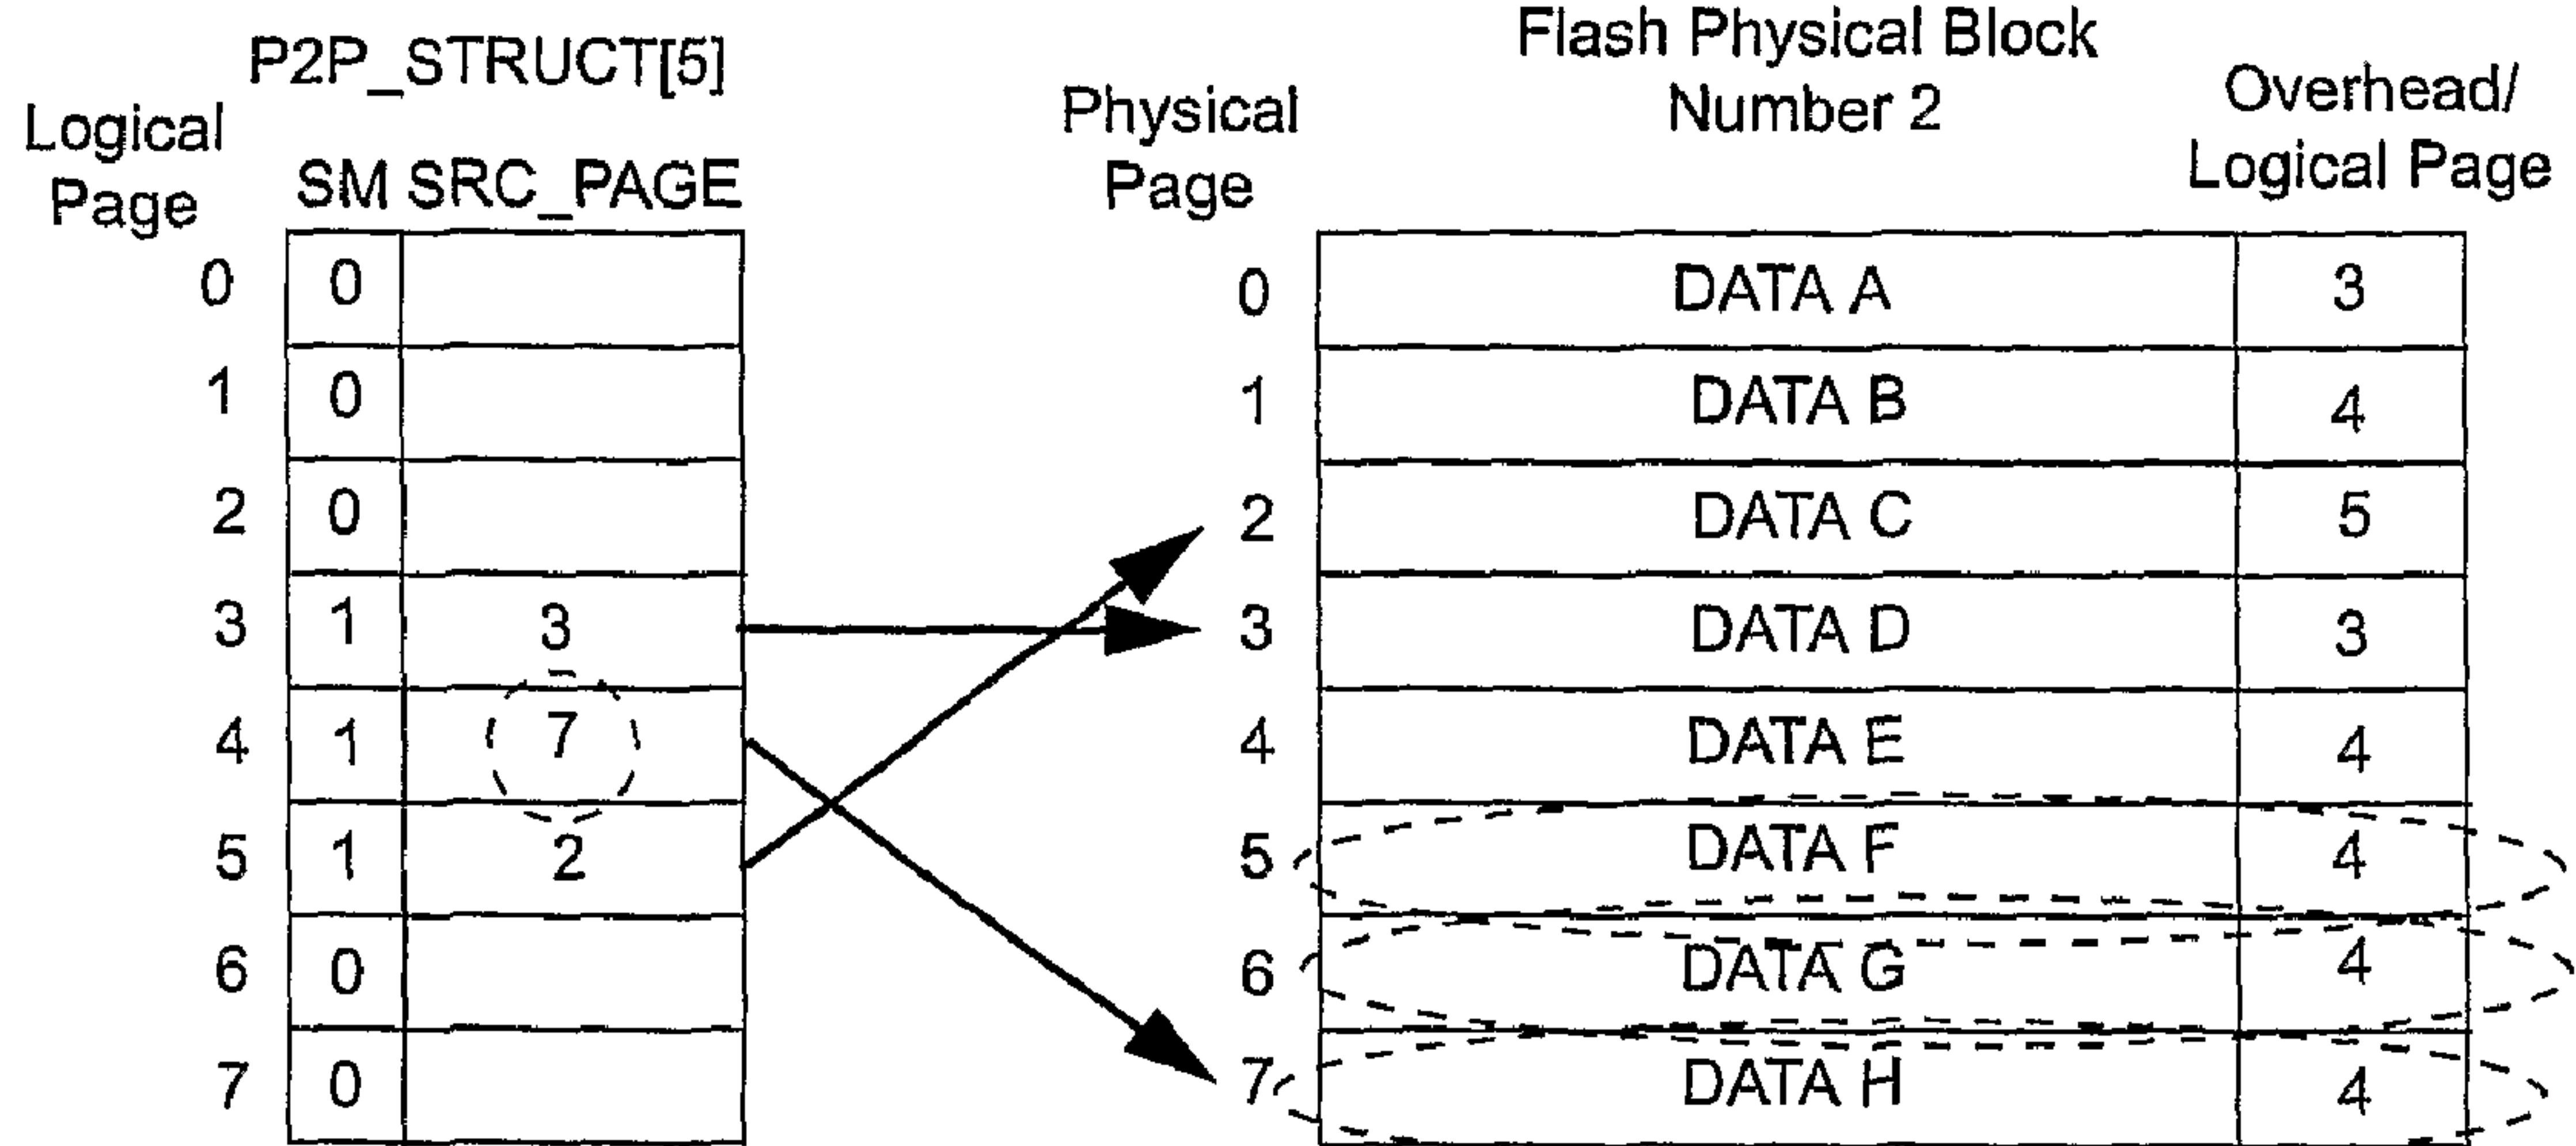 P2P_STRUCT[5]
Logical
Page
SM SRC_PAGE
0 0
1 0
2 0
3 1 3
4 1 7
5 1 2
6 0
7 0
Physical
Page
Flash Physical Block
Number 2
Overhead/
Logical Page
0 DATA A 3
1 DATA B 4
2 DATA C 5
3 DATA D 3
4 DATA E 4
5 DATA F 4
6 DATA G 4
7 DATA H 4